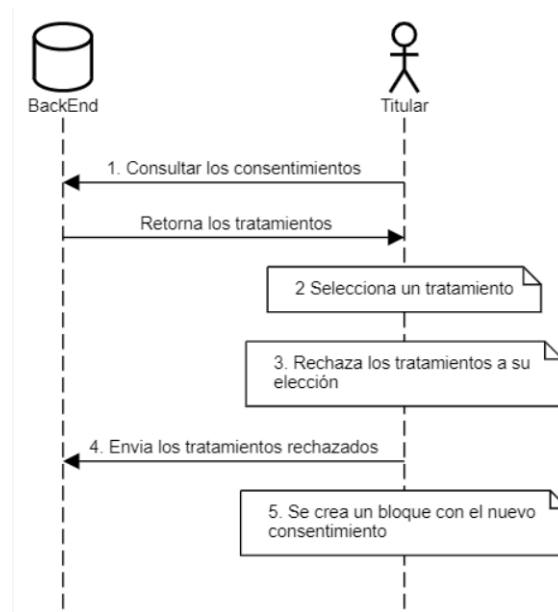 BackEnd
Titular
1. Consultar los consentimientos
Retorna los tratamientos
2 Selecciona un tratamiento
3. Rechaza los tratamientos a su
elección
4. Envia los tratamientos rechazados
5. Se crea un bloque con el nuevo
consentimiento